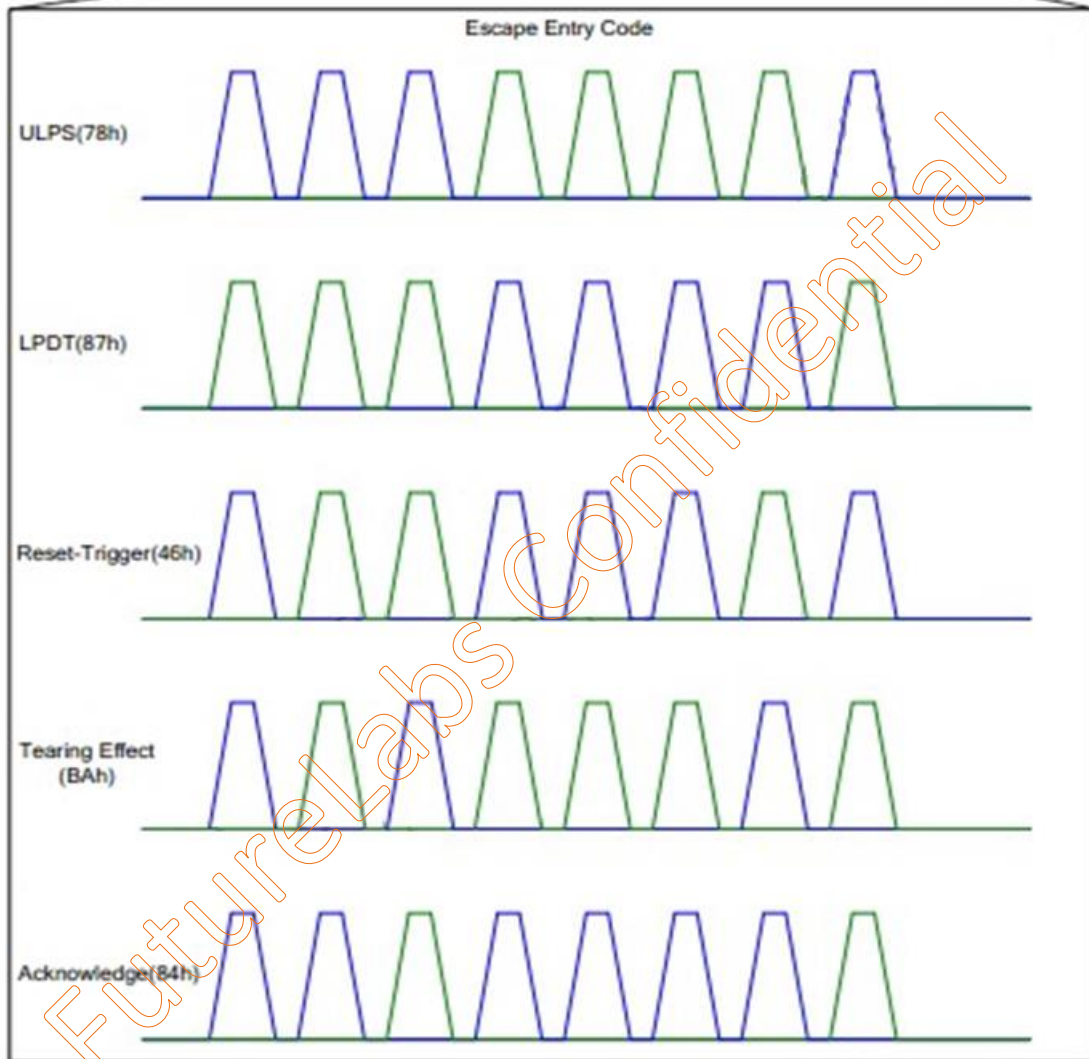 Escape Entry Code
ULPS(78h)
LPDT(87h)
Reset-Trigger(46h)
Tearing Effect
(BAh)
Acknowledge(84h)
FutureLabs Confidential